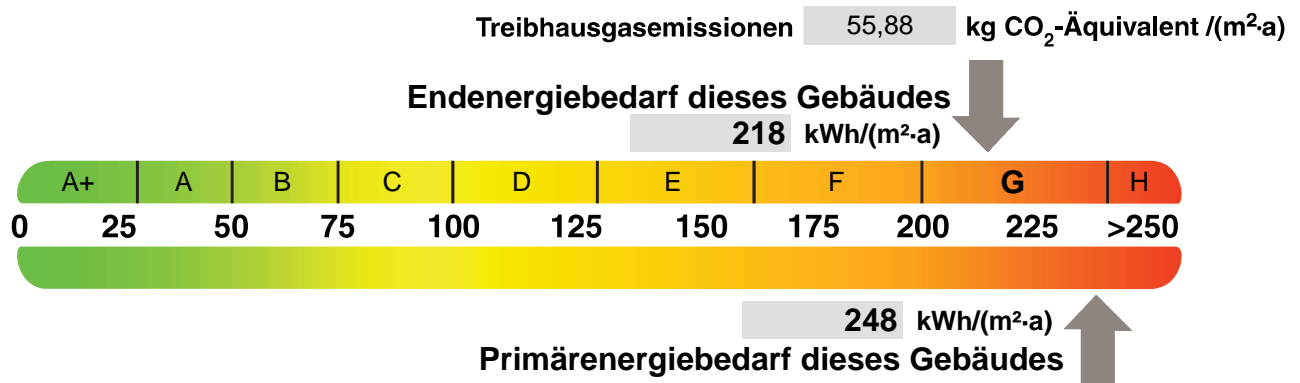 Treibhausgasemissionen 55,88 kg CO₂-Äquivalent /(m²·a)
Endenergiebedarf dieses Gebäudes
218 kWh/(m²·a)
A+ A B C D E F G H
0 25 50 75 100 125 150 175 200 225 >250
248 kWh/(m²·a)
Primärenergiebedarf dieses Gebäudes